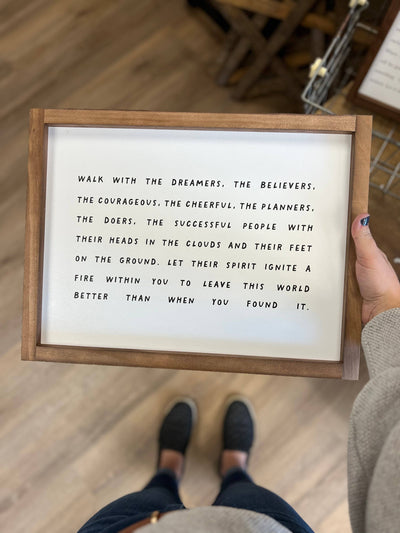 WALK WITH THE DREAMERS, THE BELIEVERS,
THE COURAGEOUS, THE CHEERFUL, THE PLANNERS,
THE DOERS, THE SUCCESSFUL PEOPLE WITH
THEIR HEADS IN THE CLOUDS AND THEIR FEET
ON THE GROUND. LET THEIR SPIRIT IGNITE A
FIRE WITHIN YOU TO LEAVE THIS WORLD
BETTER THAN WHEN YOU FOUND IT.